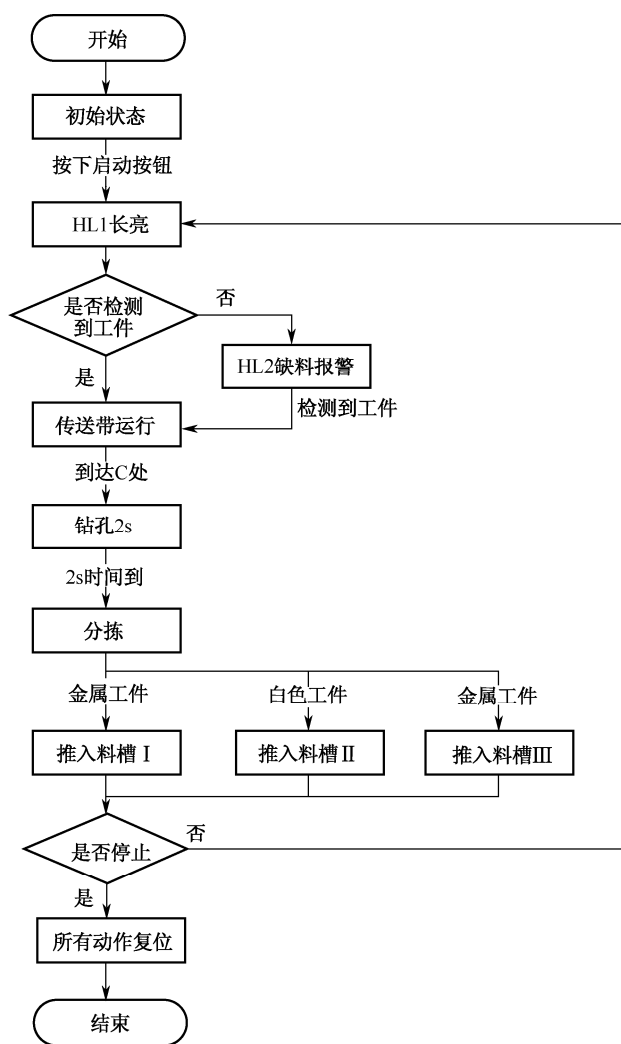 开始
初始状态
按下启动按钮
HL1长亮
是否检测
到工件
否
HL2缺料报警
是
检测到工件
传送带运行
到达C处
钻孔2s
2s时间到
分拣
金属工件
白色工件
金属工件
推入料槽Ⅰ
推入料槽Ⅱ
推入料槽Ⅲ
否
是否停止
是
所有动作复位
结束